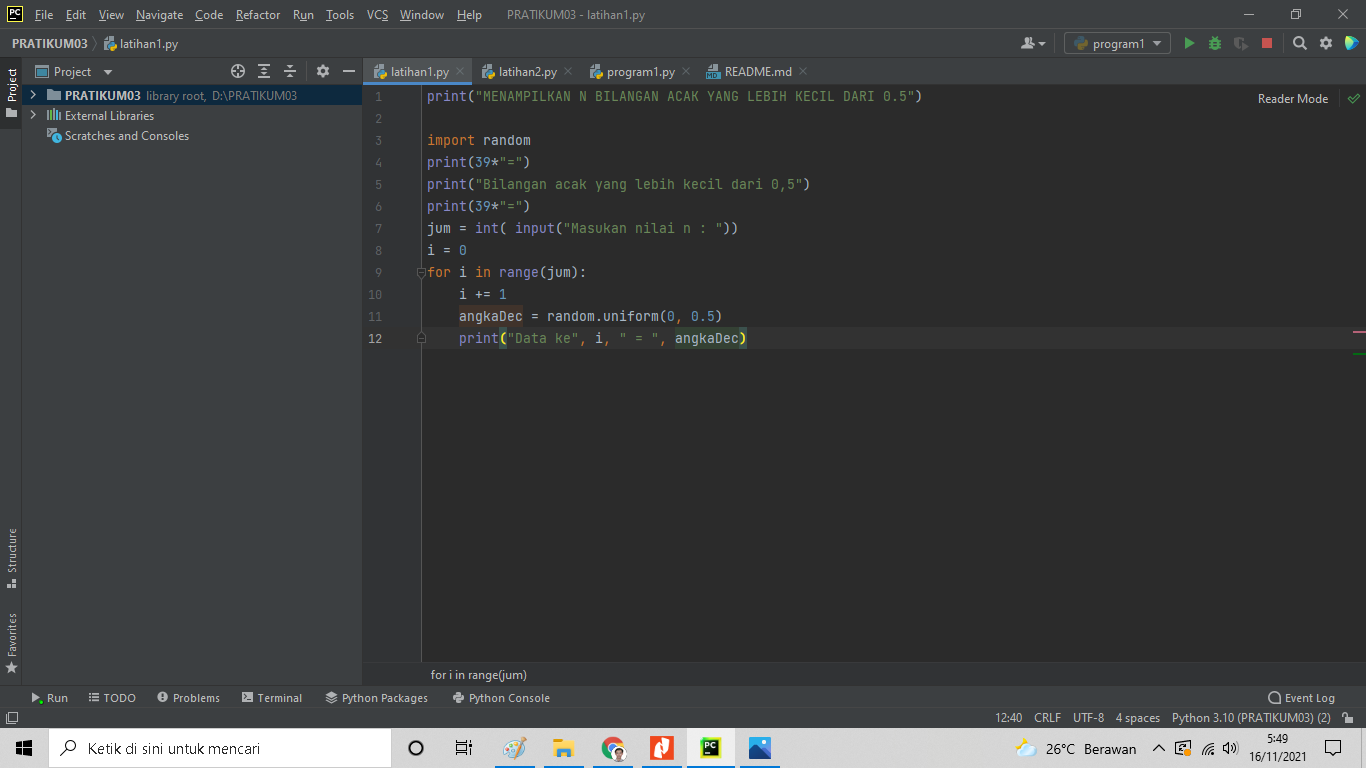 PC File Edit View Navigate Code Refactor Run Tools VCS Window Help PRATIKUM03 - latihan1.py
PRATIKUM03 latihan1.py program1
Project
Project
latihan1.py latihan2.py program1.py MD README.md
PRATIKUM03 library root, D:\PRATIKUM03
External Libraries
Scratches and Consoles
Reader Mode
1 print("MENAMPILKAN N BILANGAN ACAK YANG LEBIH KECIL DARI 0.5")
2
3 import random
4 print(39*"=")
5 print("Bilangan acak yang lebih kecil dari 0,5")
6 print(39*"=")
7 jum = int( input("Masukan nilai n : "))
8 i = 0
9 for i in range(jum):
10     i += 1
11     angkaDec = random.uniform(0, 0.5)
12     print("Data ke", i, " = ", angkaDec)
Structure
Favorites
for i in range(jum)
Run TODO Problems Terminal Python Packages Python Console Event Log
12:40 CRLF UTF-8 4 spaces Python 3.10 (PRATIKUM03) (2)
Ketik di sini untuk mencari
PC
26°C Berawan
5:49
16/11/2021